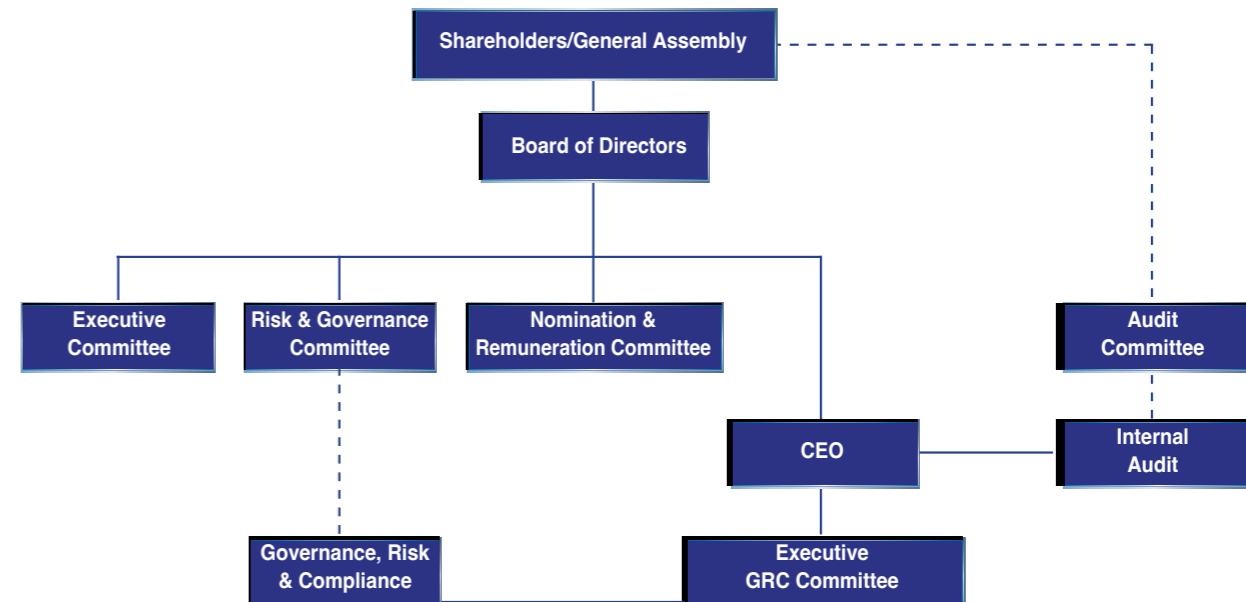 Shareholders/General Assembly
Board of Directors
Executive
Committee
Risk & Governance
Committee
Nomination &
Remuneration Committee
Audit
Committee
CEO
Internal
Audit
Governance, Risk
& Compliance
Executive
GRC Committee